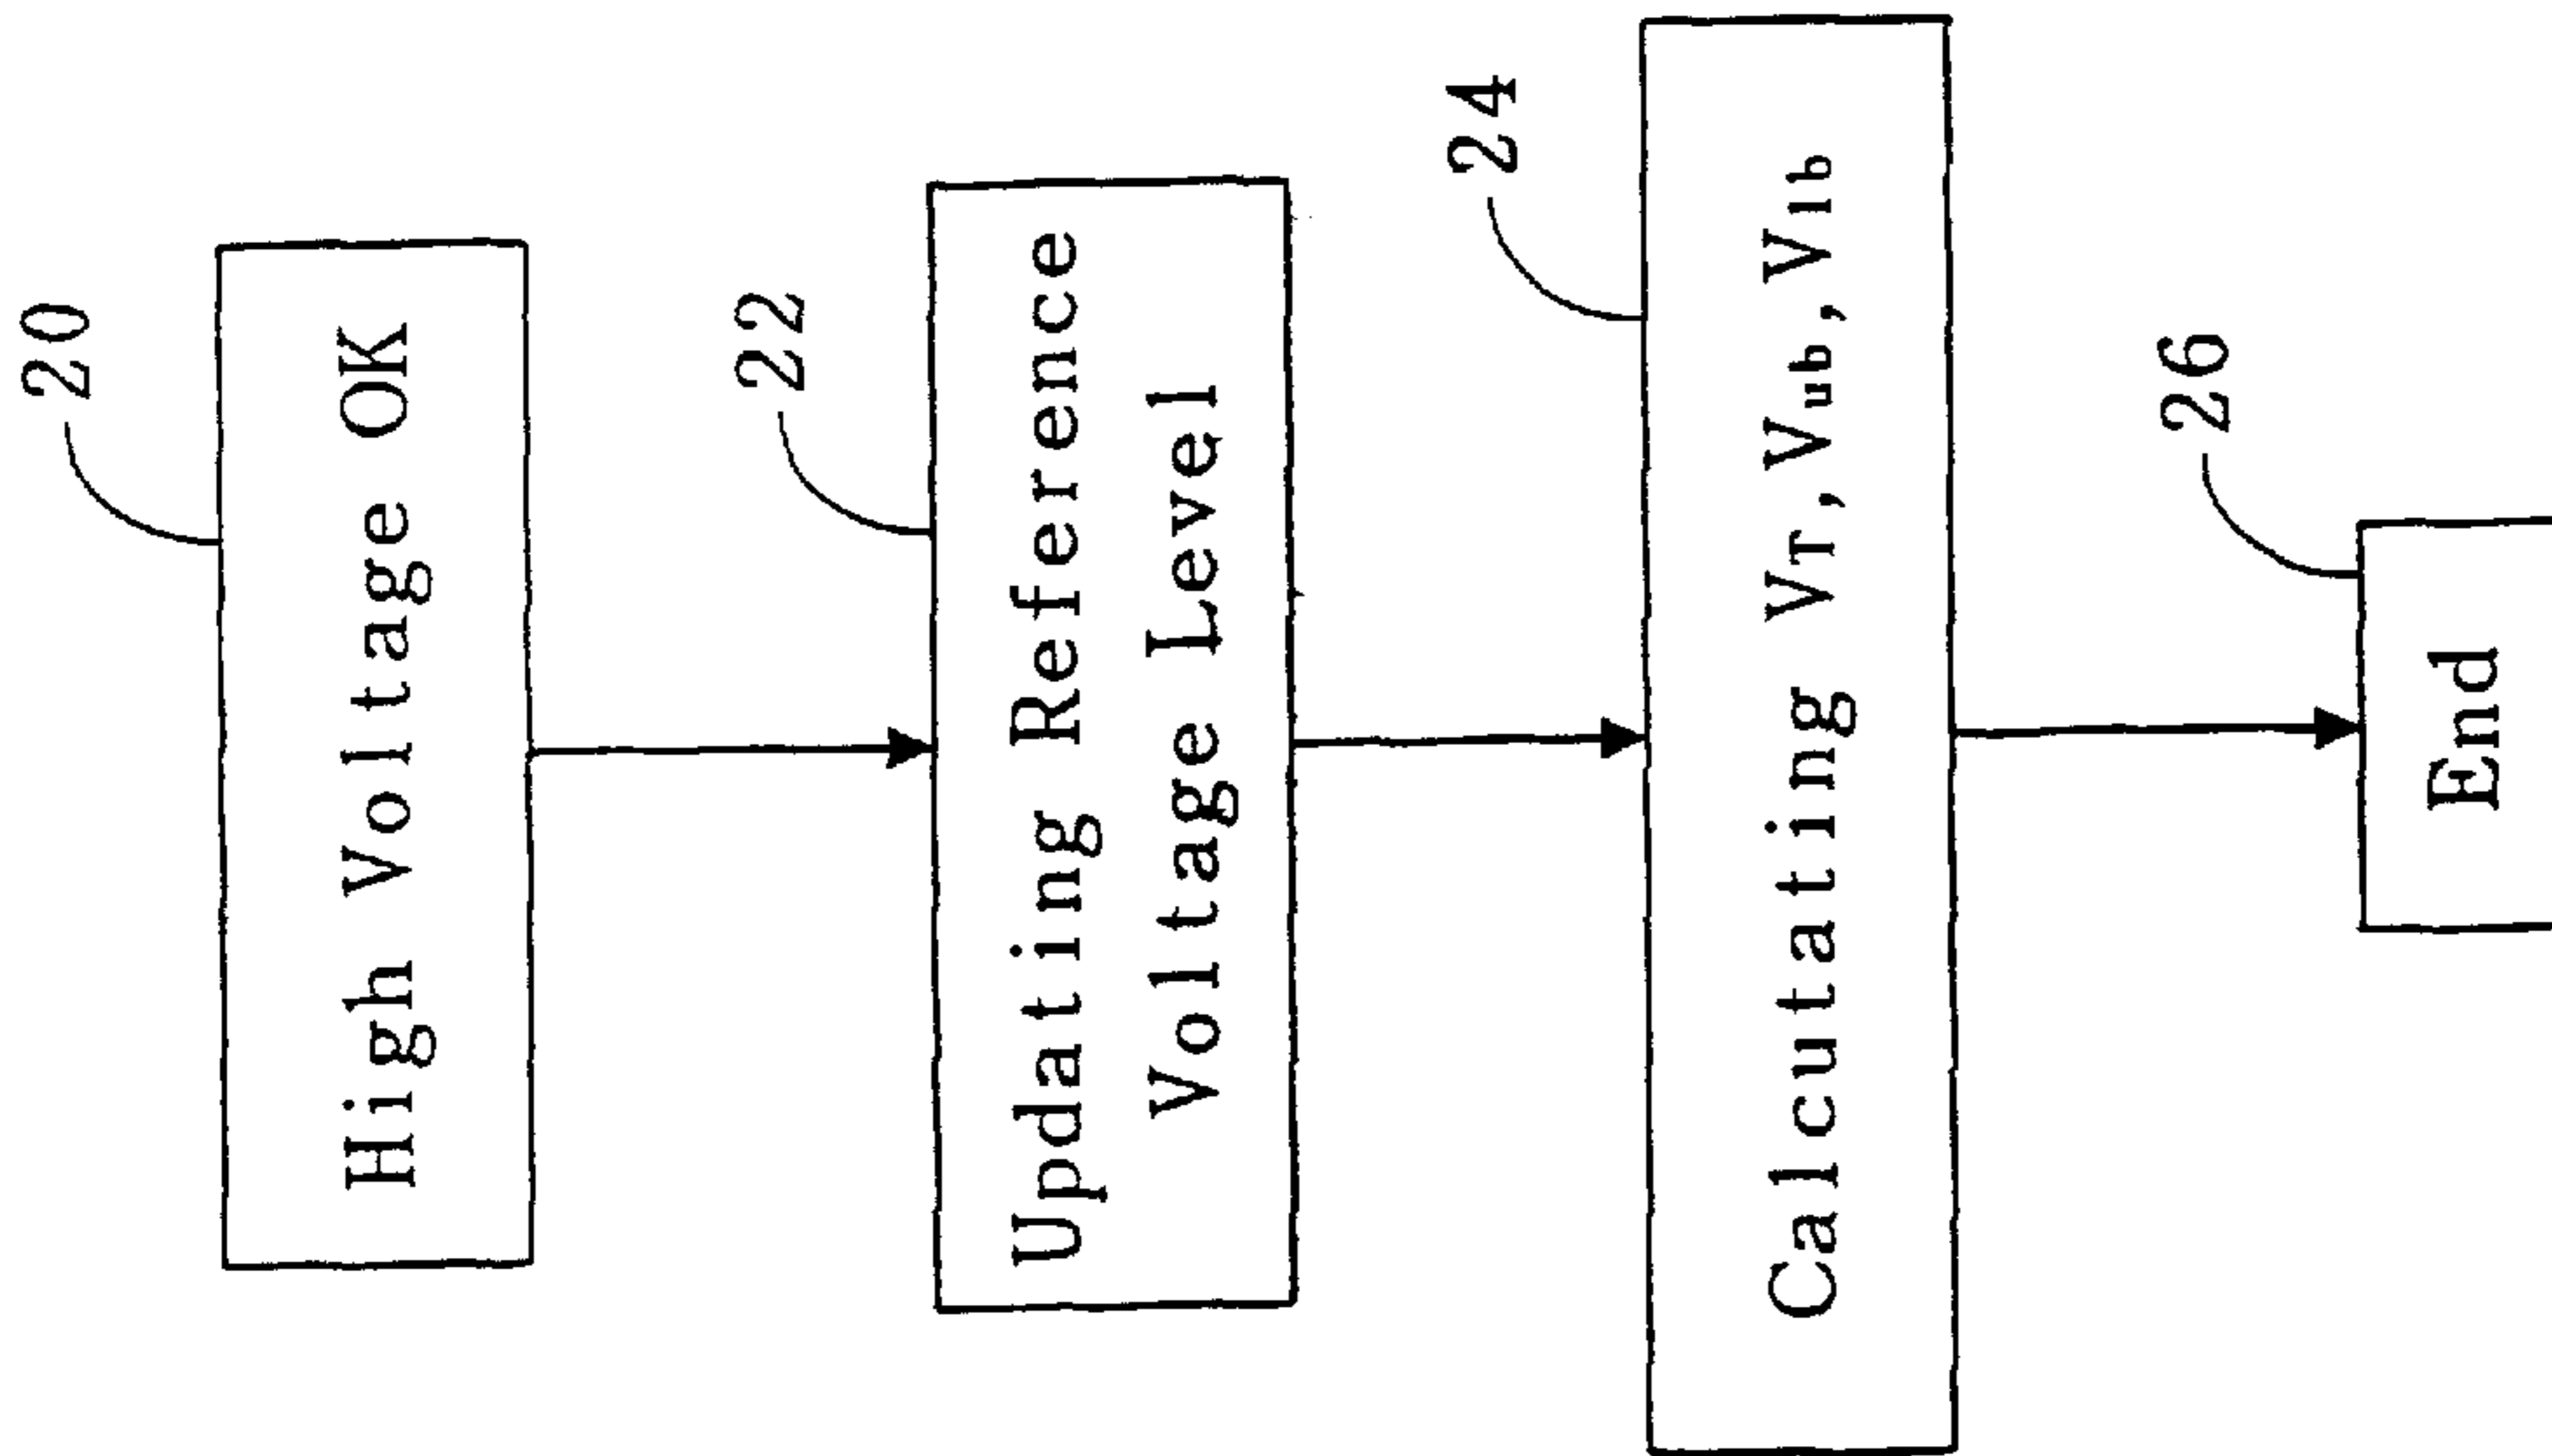 20
High Voltage OK
22
Updating Reference
Voltage Level
24
Calcutating VT,Vub,Vlb
26
End